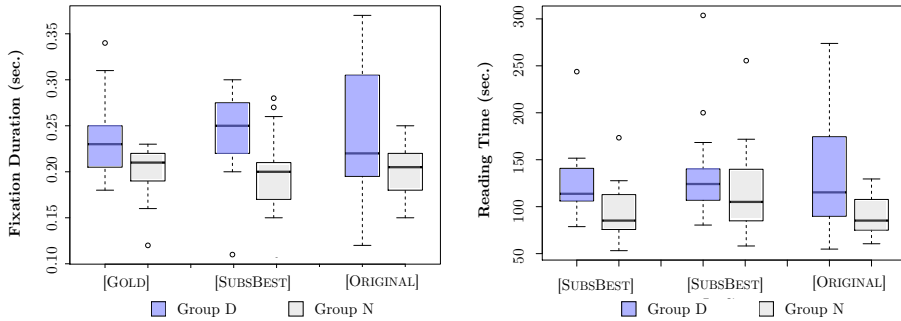 Fixation Duration (sec.)
0.35
0.30
0.25
0.20
0.15
0.10
[GOLD] [SUBSBEST] [ORIGINAL]
Group D Group N
Reading Time (sec.)
300
250
200
150
100
50
[SUBSBEST] [SUBSBEST] [ORIGINAL]
Group D Group N